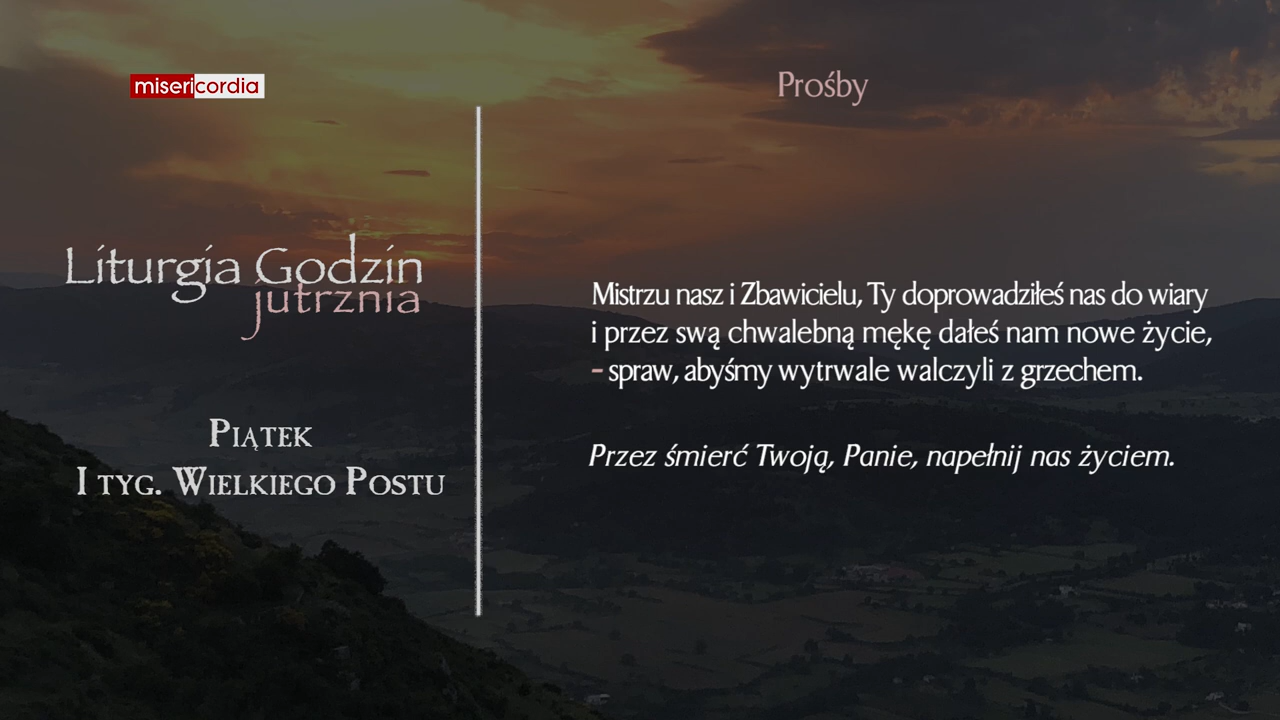 misericordia
Liturgia Godzin
jutrznia
Piątek
I tyg. Wielkiego Postu
Prośby
Mistrzu nasz i Zbawicielu, Ty doprowadziłeś nas do wiary
i przez swą chwalebną mękę dałeś nam nowe życie,
- spraw, abyśmy wytrwale walczyli z grzechem.
Przez śmierć Twoją, Panie, napełnij nas życiem.